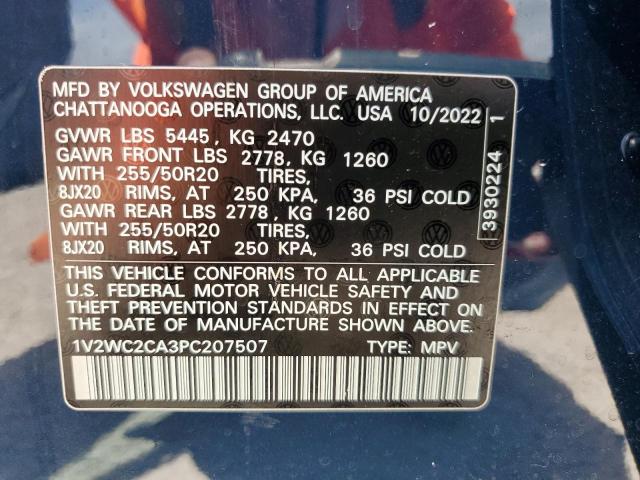 MFD BY VOLKSWAGEN GROUP OF AMERICA
CHATTANOOGA OPERATIONS, LLC. USA 10/2022
GVWR LBS 5445, KG 2470
GAWR FRONT LBS 2778, KG 1260
WITH 255/50R20 TIRES,
8JX20 RIMS, AT 250 KPA, 36 PSI COLD
GAWR REAR LBS 2778, KG 1260
WITH 255/50R20 TIRES,
8JX20 RIMS, AT 250 KPA, 36 PSI COLD
THIS VEHICLE CONFORMS TO ALL APPLICABLE
U.S. FEDERAL MOTOR VEHICLE SAFETY AND
THEFT PREVENTION STANDARDS IN EFFECT ON
THE DATE OF MANUFACTURE SHOWN ABOVE.
1V2WC2CA3PC207507 TYPE: MPV
3930224 1